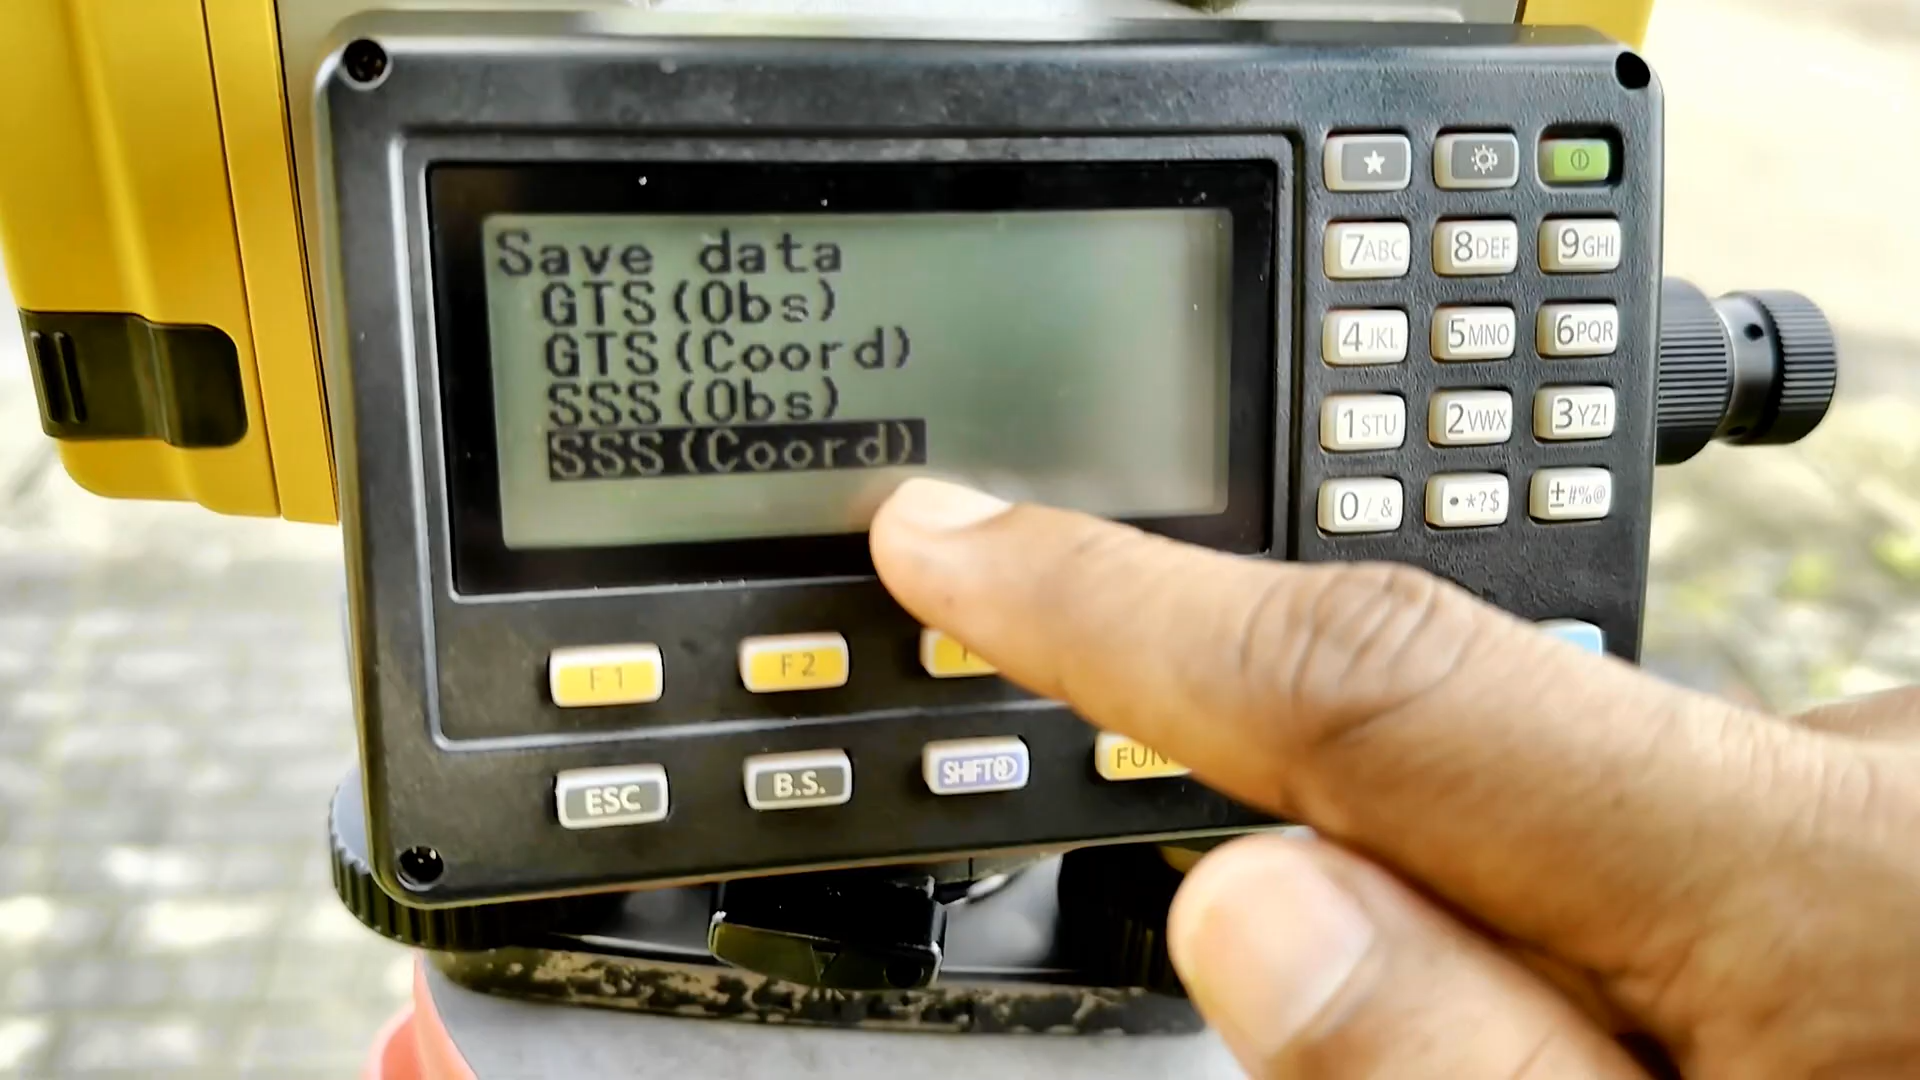 Save data
GTS(Obs)
GTS(Coord)
SSS(Obs)
SSS(Coord)
7ABC 8DEF 9GHI
4JKL 5MNO 6PQR
1STU 2VWX 3YZ!
0/_& •*?$ ±#%@
F1 F2
ESC B.S. SHIFT FUN